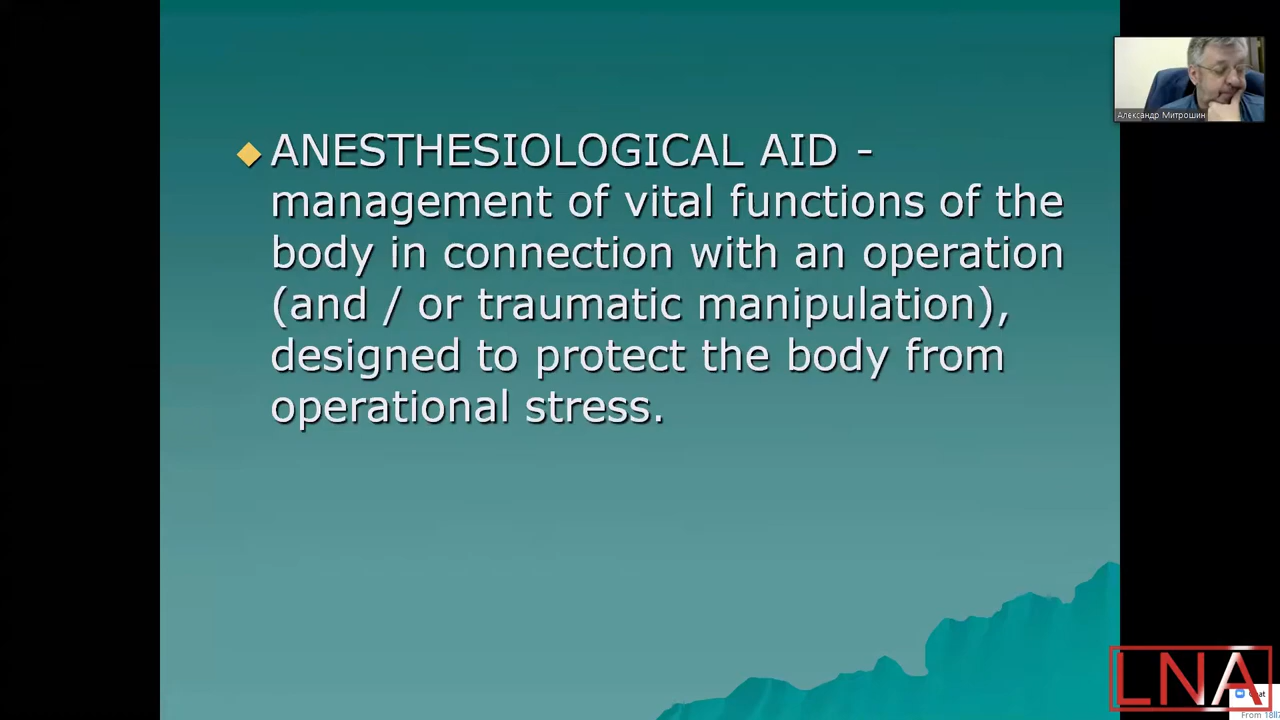 ANESTHESIOLOGICAL AID -
management of vital functions of the
body in connection with an operation
(and / or traumatic manipulation),
designed to protect the body from
operational stress.
Александр Митрошин
LNA
From